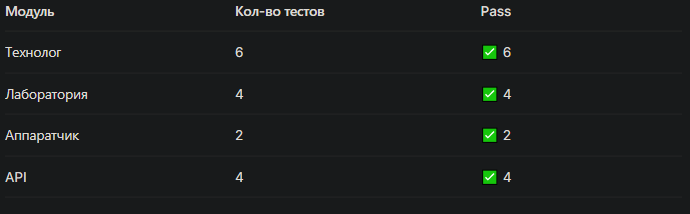 Модуль Кол-во тестов Pass
Технолог 6 ✅ 6
Лаборатория 4 ✅ 4
Аппаратчик 2 ✅ 2
API 4 ✅ 4